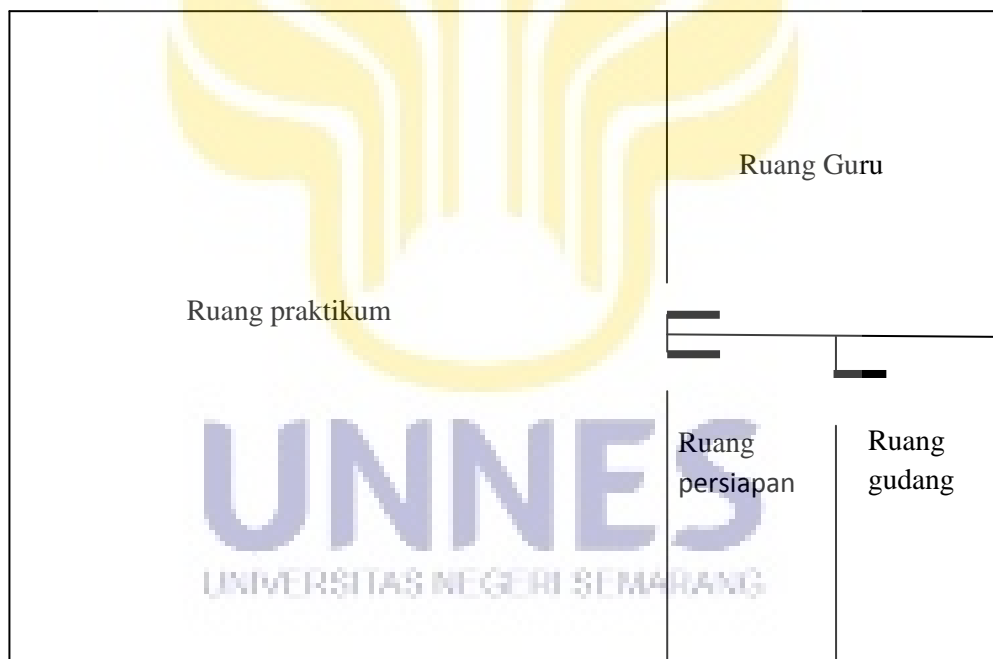 Ruang Guru
Ruang praktikum
Ruang
persiapan
Ruang
gudang
UNNES
UNIVERSITAS NEGERI SEMARANG